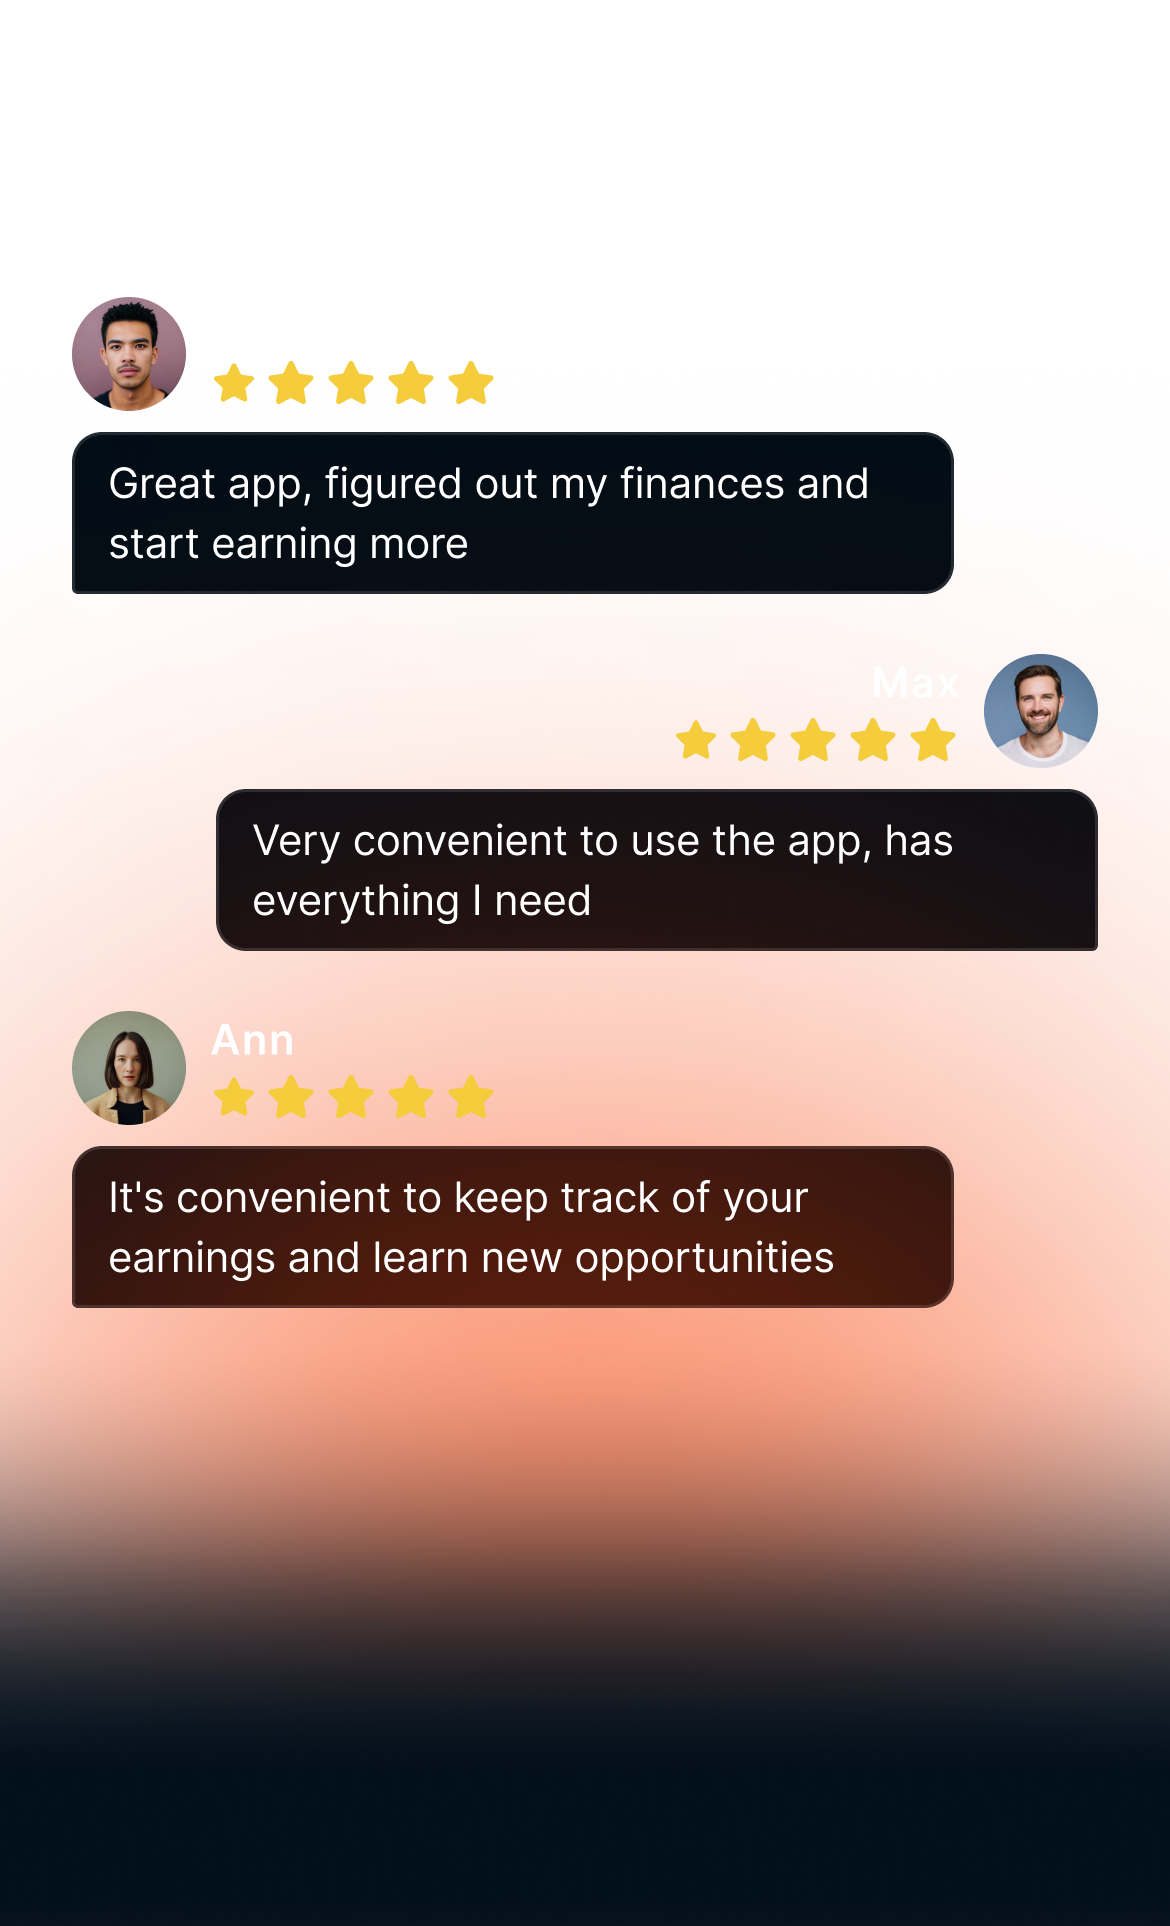 Great app, figured out my finances and
start earning more
Max
Very convenient to use the app, has
everything I need
Ann
It's convenient to keep track of your
earnings and learn new opportunities